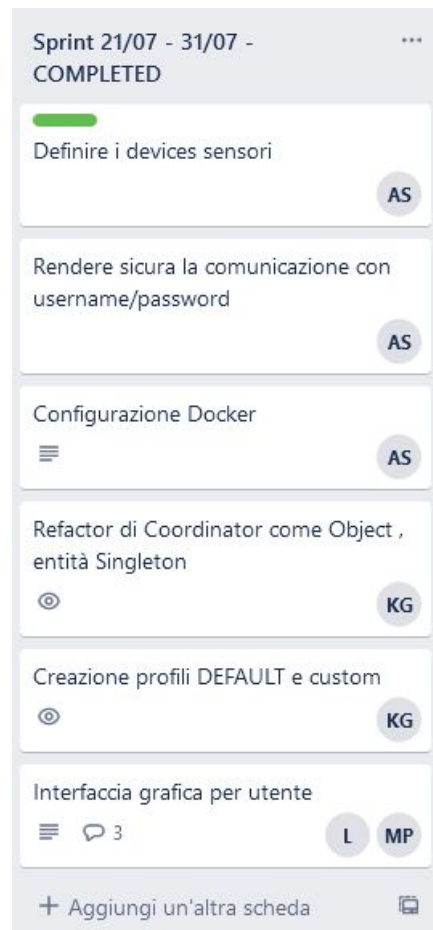 Sprint 21/07 - 31/07 -
COMPLETED
Definire i devices sensori
AS
Rendere sicura la comunicazione con
username/password
AS
Configurazione Docker
AS
Refactor di Coordinator come Object ,
entità Singleton
KG
Creazione profili DEFAULT e custom
KG
Interfaccia grafica per utente
3
L MP
+ Aggiungi un'altra scheda